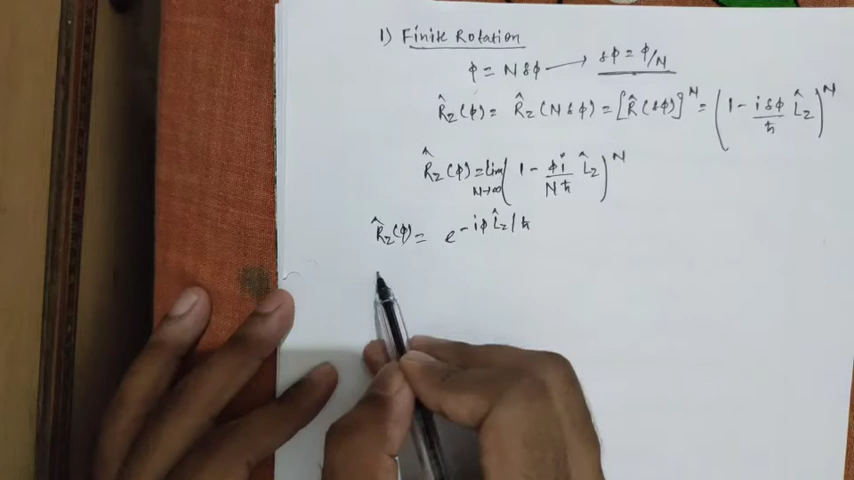 1) Finite Rotation
ϕ = N δϕ ⟶ δϕ = ϕ/N
R̂z(ϕ) = R̂z(N δϕ) = [R̂(δϕ)]^N = (1 - iδϕ/ħ L̂z)^N
R̂z(ϕ) = lim N→∞ (1 - ϕi/Nħ L̂z)^N
R̂z(ϕ) = e^-iϕL̂z/ħ